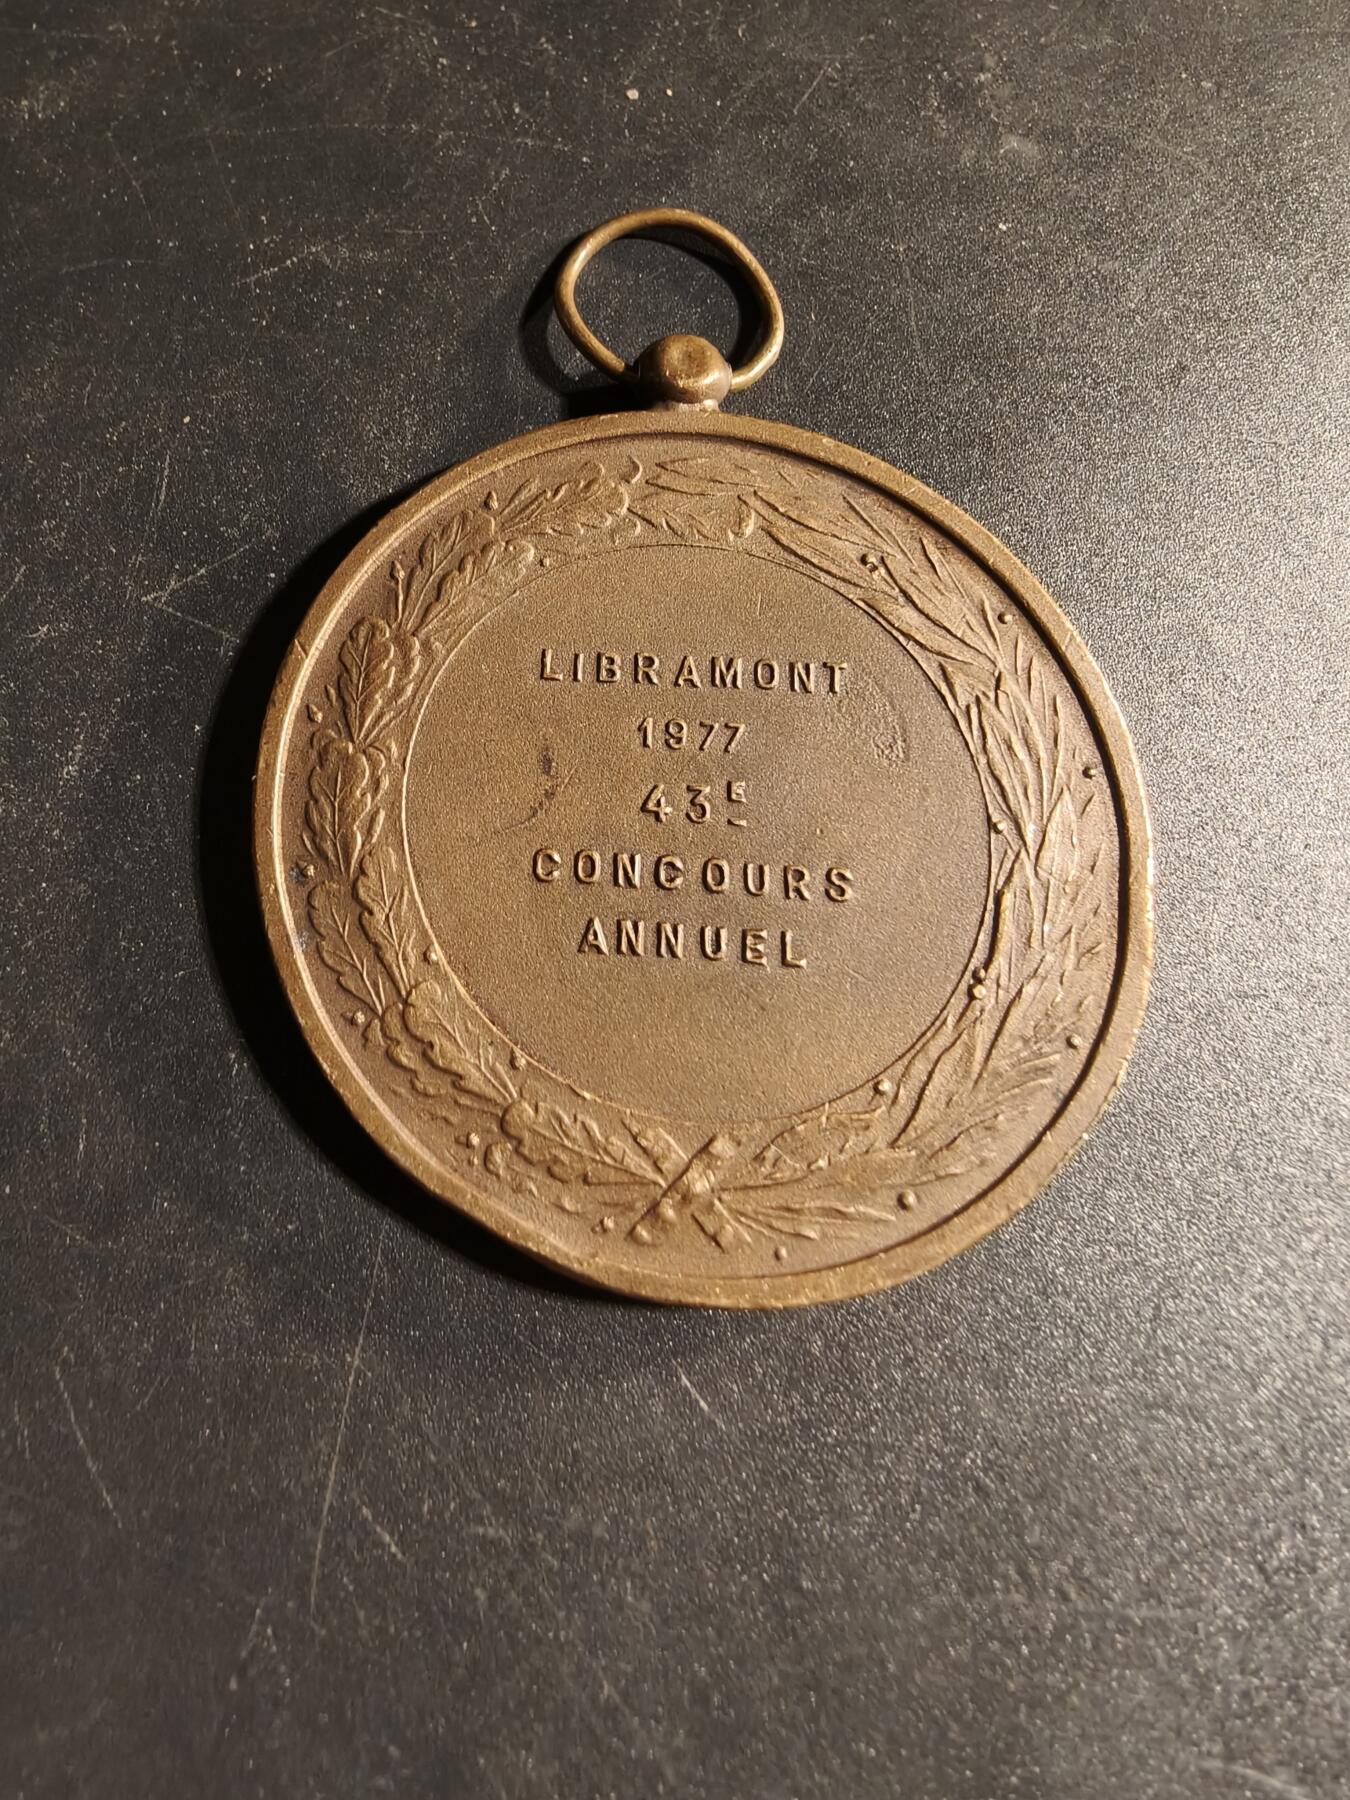 LIBRAMONT
1977
43E
CONCOURS
ANNUEL